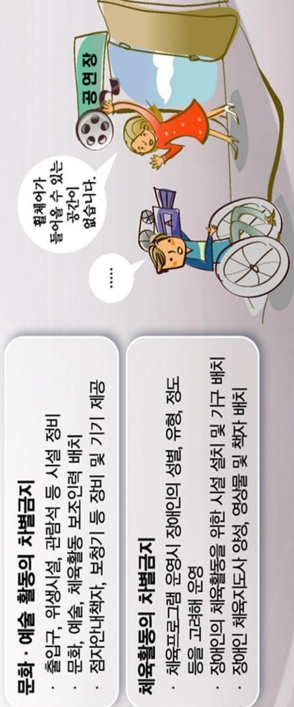 문화 · 예술 활동의 차별금지
· 출입구, 위생시설, 관람석 등 시설 정비
· 문화, 예술, 체육활동 보조인력 배치
· 점자안내책자, 보청기 등 장비 및 기기 제공
체육활동의 차별금지
· 체육프로그램 운영시 장애인의 성별, 유형, 정도
등을 고려해 운영
· 장애인의 체육활동을 위한 시설 설치 및 기구 배치
· 장애인 체육지도사 양성, 영상물 및 책자 배치
휠체어가
들어올 수 있는
공간이
없습니다.
.....
공연장